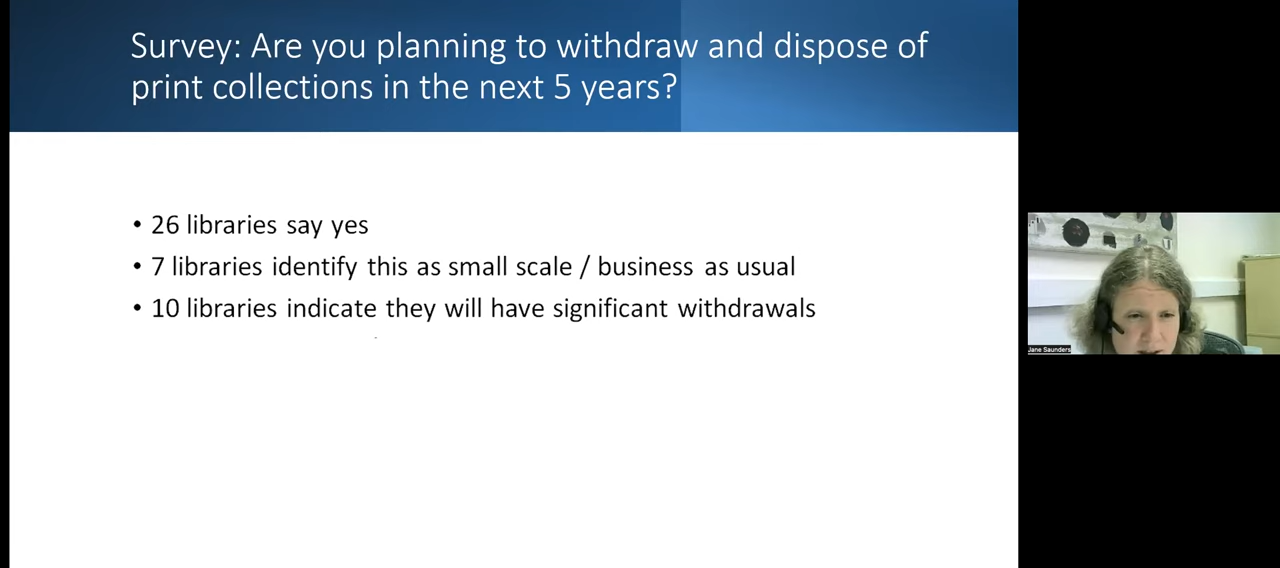 Survey: Are you planning to withdraw and dispose of
print collections in the next 5 years?
• 26 libraries say yes
• 7 libraries identify this as small scale / business as usual
• 10 libraries indicate they will have significant withdrawals
Jane Saunders